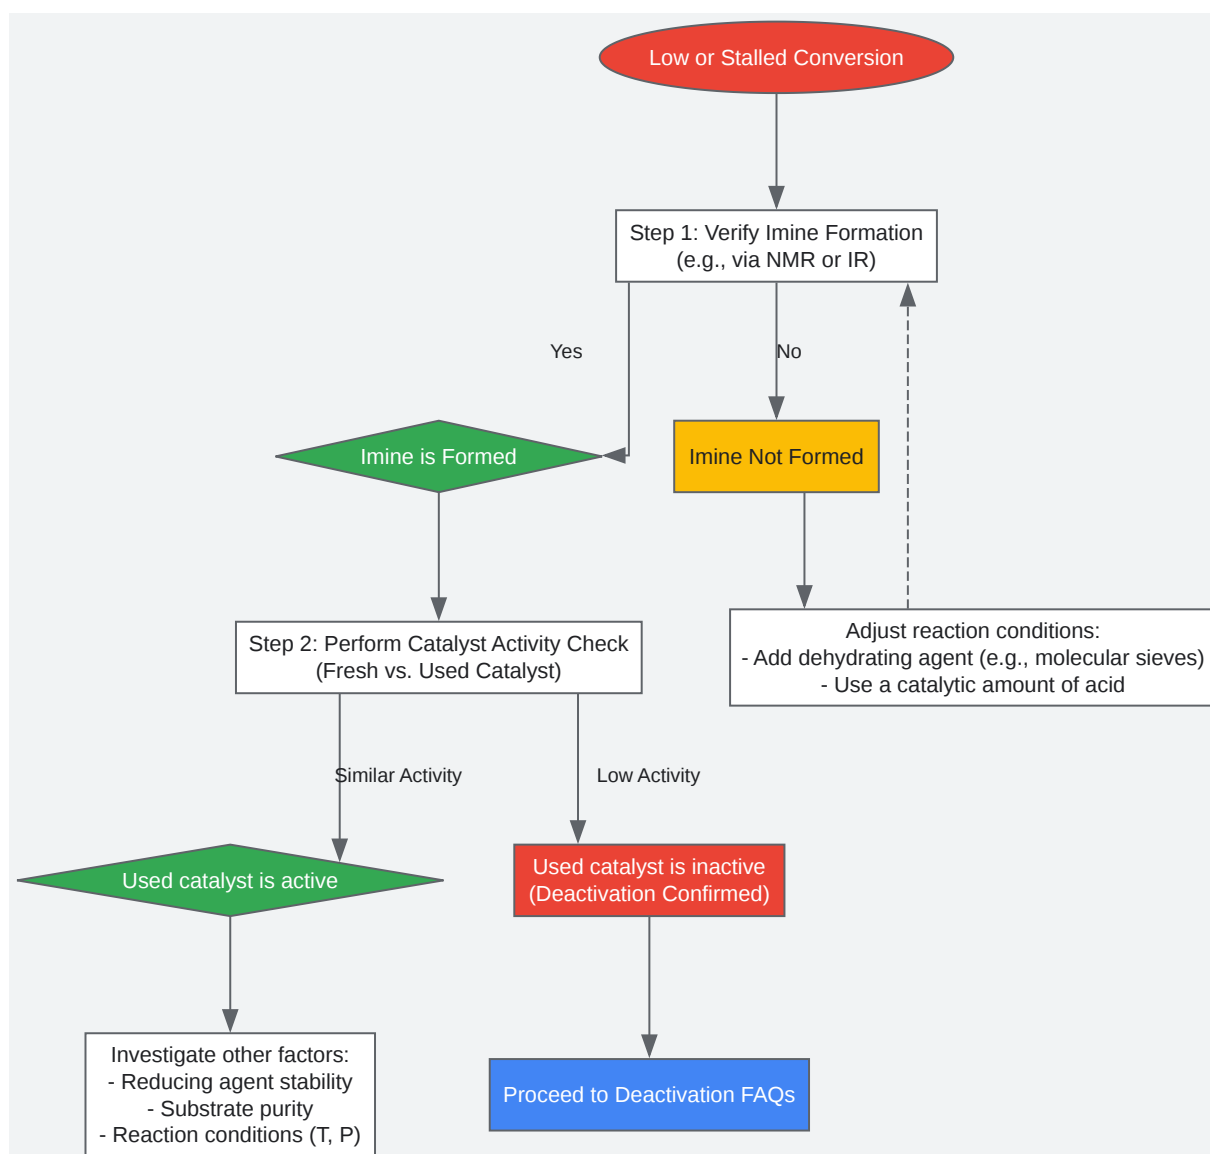 Low or Stalled Conversion
Step 1: Verify Imine Formation
(e.g., via NMR or IR)
Yes
No
Imine is Formed
Imine Not Formed
Adjust reaction conditions:
- Add dehydrating agent (e.g., molecular sieves)
- Use a catalytic amount of acid
Step 2: Perform Catalyst Activity Check
(Fresh vs. Used Catalyst)
Similar Activity
Low Activity
Used catalyst is active
Used catalyst is inactive
(Deactivation Confirmed)
Investigate other factors:
- Reducing agent stability
- Substrate purity
- Reaction conditions (T, P)
Proceed to Deactivation FAQs